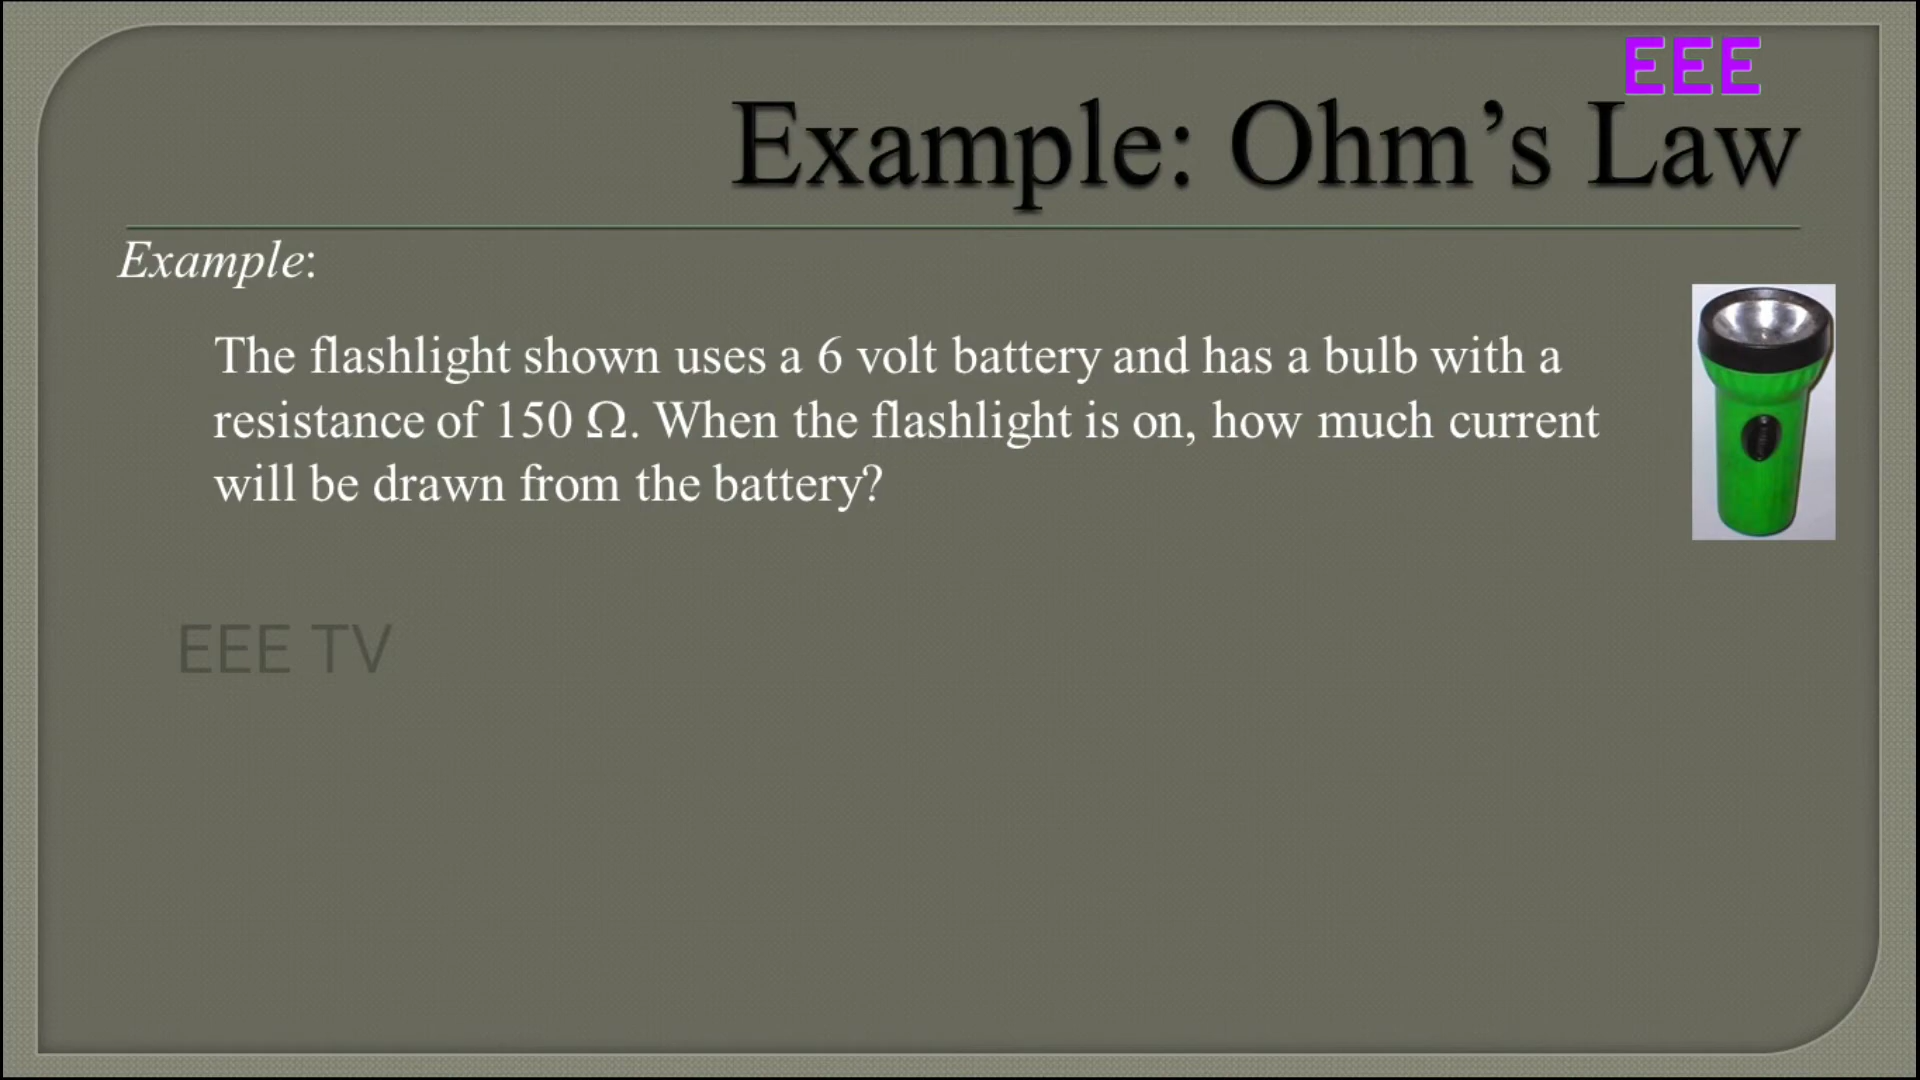 EEE
Example: Ohm’s Law
Example:
The flashlight shown uses a 6 volt battery and has a bulb with a
resistance of 150 Ω. When the flashlight is on, how much current
will be drawn from the battery?
EEE TV